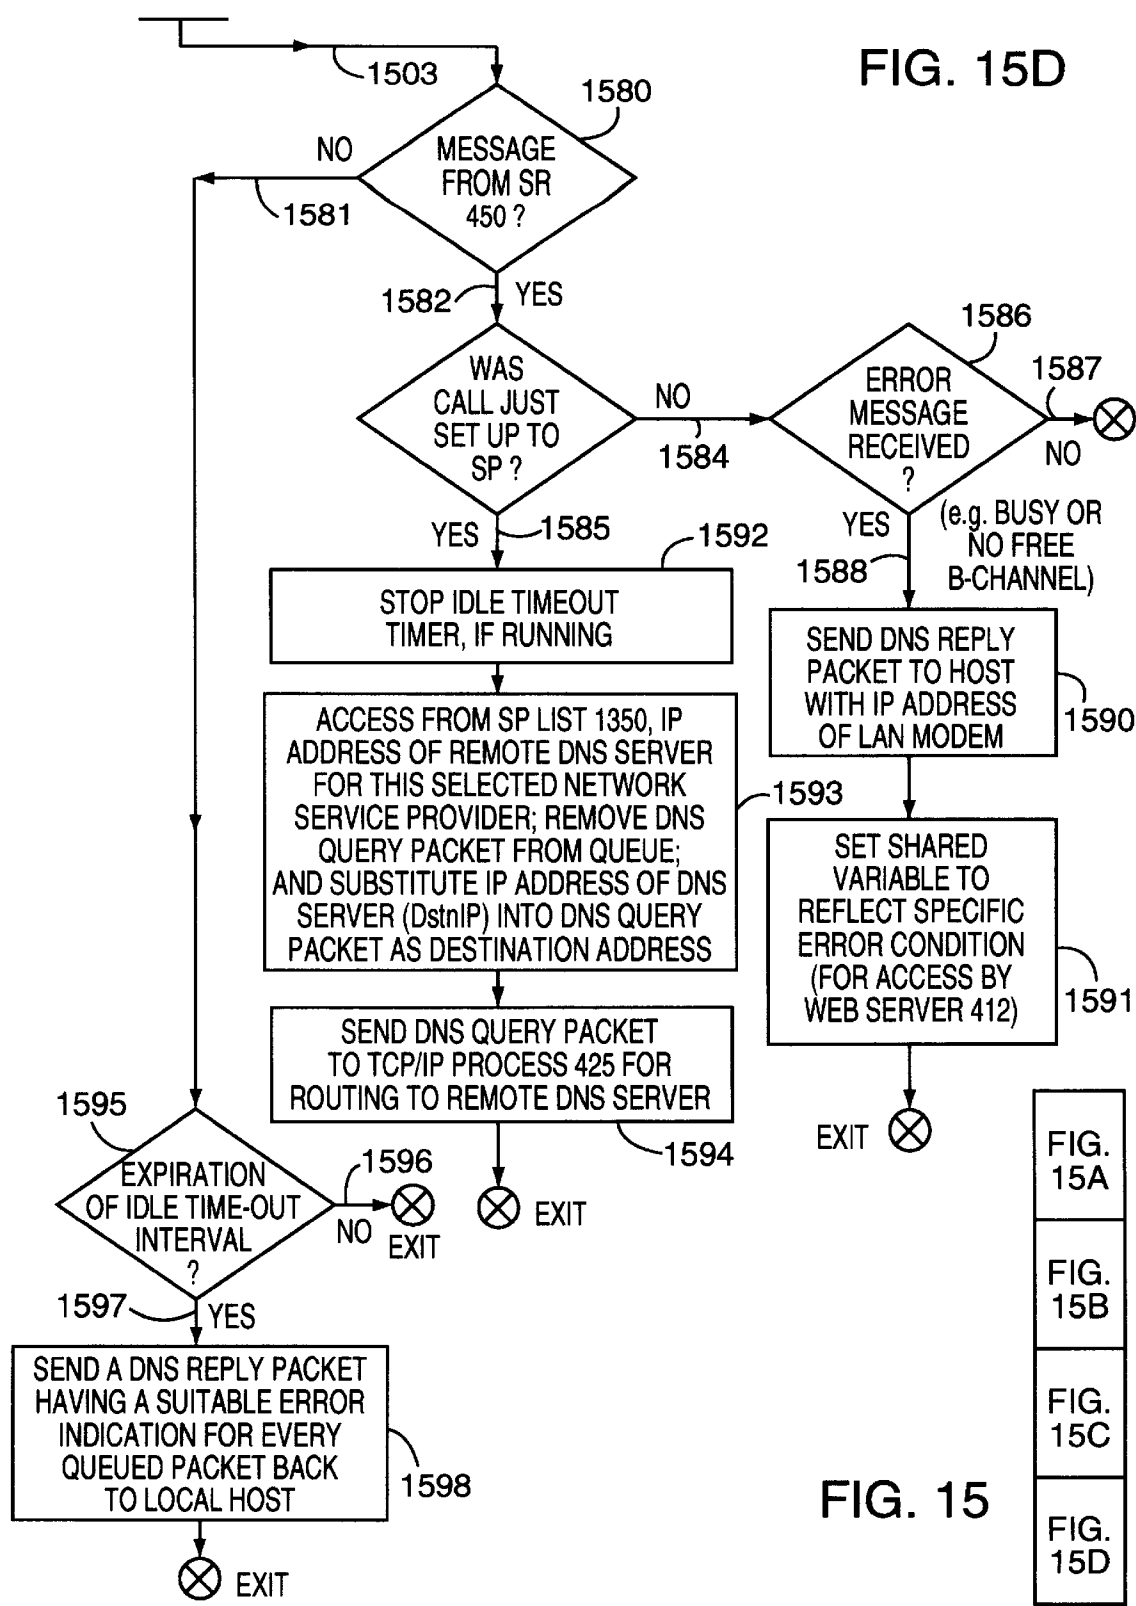 FIG. 15D
1503
1580
NO
MESSAGE
FROM SR
450 ?
1581
1582
YES
1586
WAS
CALL JUST
SET UP TO
SP ?
NO
1584
ERROR
MESSAGE
RECEIVED
?
1587
NO
YES
1585
1592
YES
1588
(e.g. BUSY OR
NO FREE
B-CHANNEL)
STOP IDLE TIMEOUT
TIMER, IF RUNNING
SEND DNS REPLY
PACKET TO HOST
WITH IP ADDRESS
OF LAN MODEM
1590
ACCESS FROM SP LIST 1350, IP
ADDRESS OF REMOTE DNS SERVER
FOR THIS SELECTED NETWORK
SERVICE PROVIDER; REMOVE DNS
QUERY PACKET FROM QUEUE;
AND SUBSTITUTE IP ADDRESS OF DNS
SERVER (DstnIP) INTO DNS QUERY
PACKET AS DESTINATION ADDRESS
1593
SET SHARED
VARIABLE TO
REFLECT SPECIFIC
ERROR CONDITION
(FOR ACCESS BY
WEB SERVER 412)
1591
SEND DNS QUERY PACKET
TO TCP/IP PROCESS 425 FOR
ROUTING TO REMOTE DNS SERVER
1594
EXIT
1595
EXPIRATION
OF IDLE TIME-OUT
INTERVAL
?
1596
NO
EXIT
EXIT
1597
YES
SEND A DNS REPLY PACKET
HAVING A SUITABLE ERROR
INDICATION FOR EVERY
QUEUED PACKET BACK
TO LOCAL HOST
1598
EXIT
FIG. 15
FIG.
15A
FIG.
15B
FIG.
15C
FIG.
15D